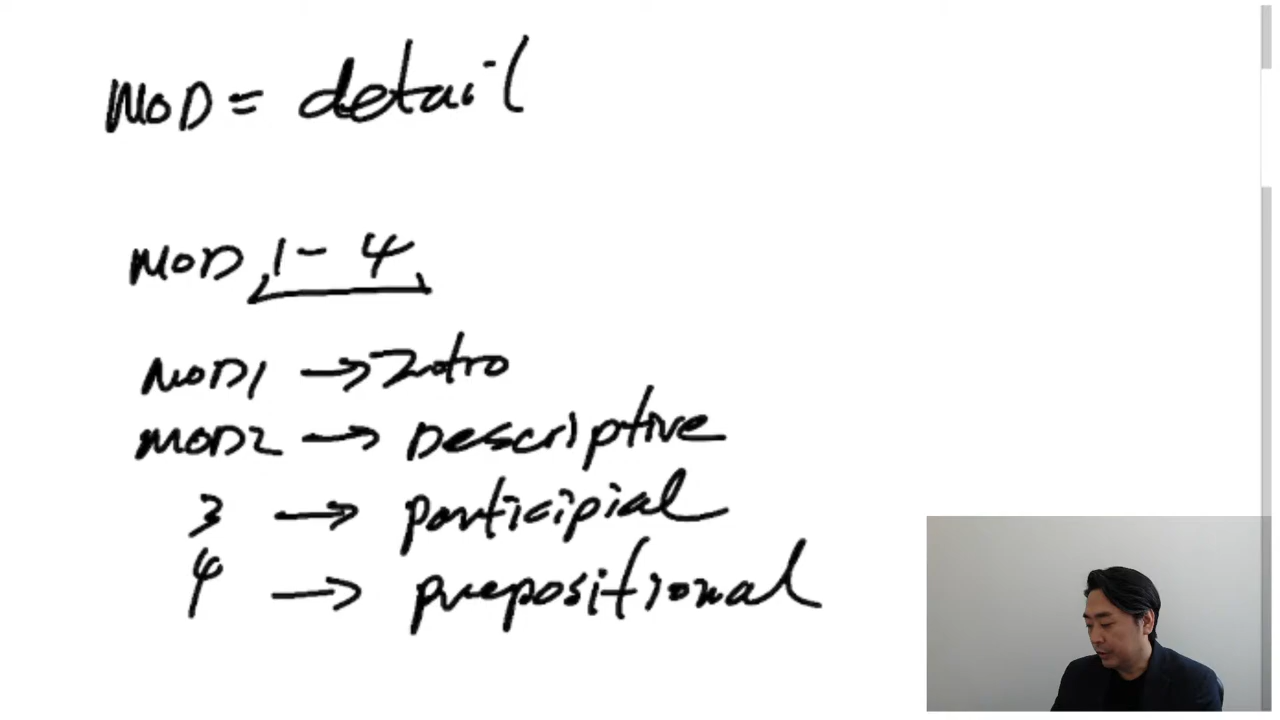 MOD = detail
MOD 1 - 4
MOD1 → Intro
MOD2 → Descriptive
3 → participial
4 → prepositional